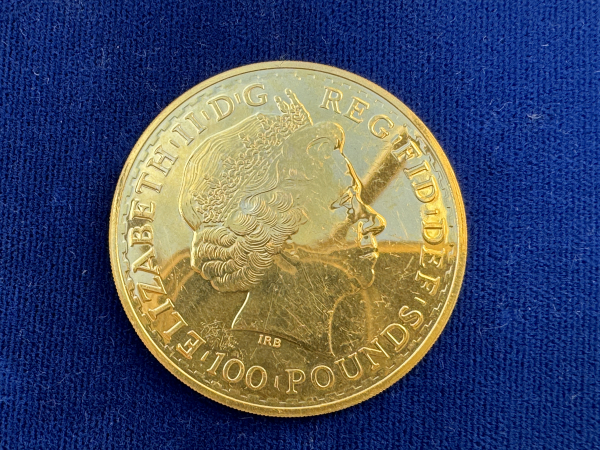 ELIZABETH·II·D·G
REG·FID·DEF·
100·POUNDS·
IRB